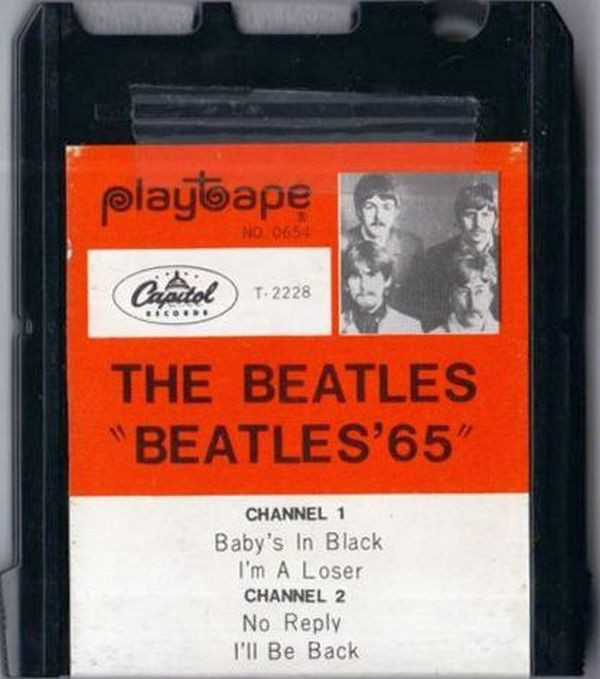 playtape ®
NO. 0654
Capitol
RECORDS
T-2228
THE BEATLES
"BEATLES'65"
CHANNEL 1
Baby's In Black
I'm A Loser
CHANNEL 2
No Reply
I'll Be Back